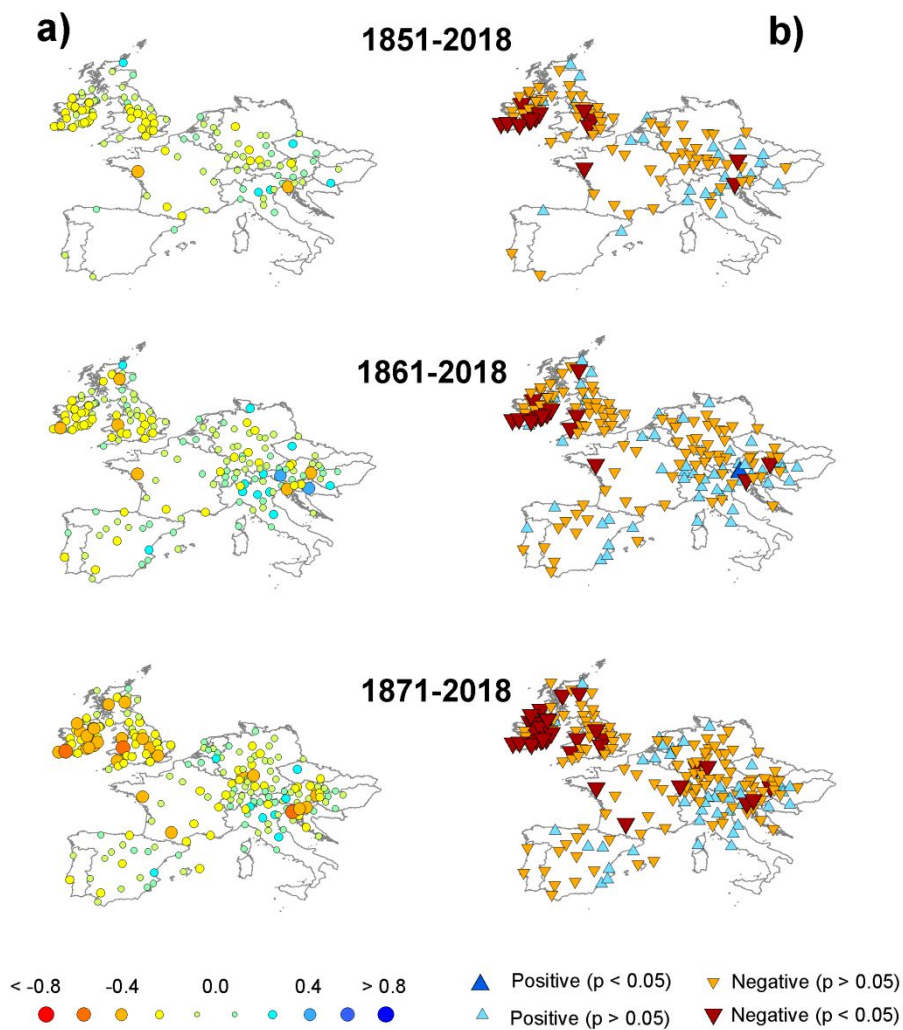 a) 1851-2018 b)
1861-2018
1871-2018
< -0.8 -0.4 0.0 0.4 > 0.8
Positive (p < 0.05) Negative (p > 0.05)
Positive (p > 0.05) Negative (p < 0.05)